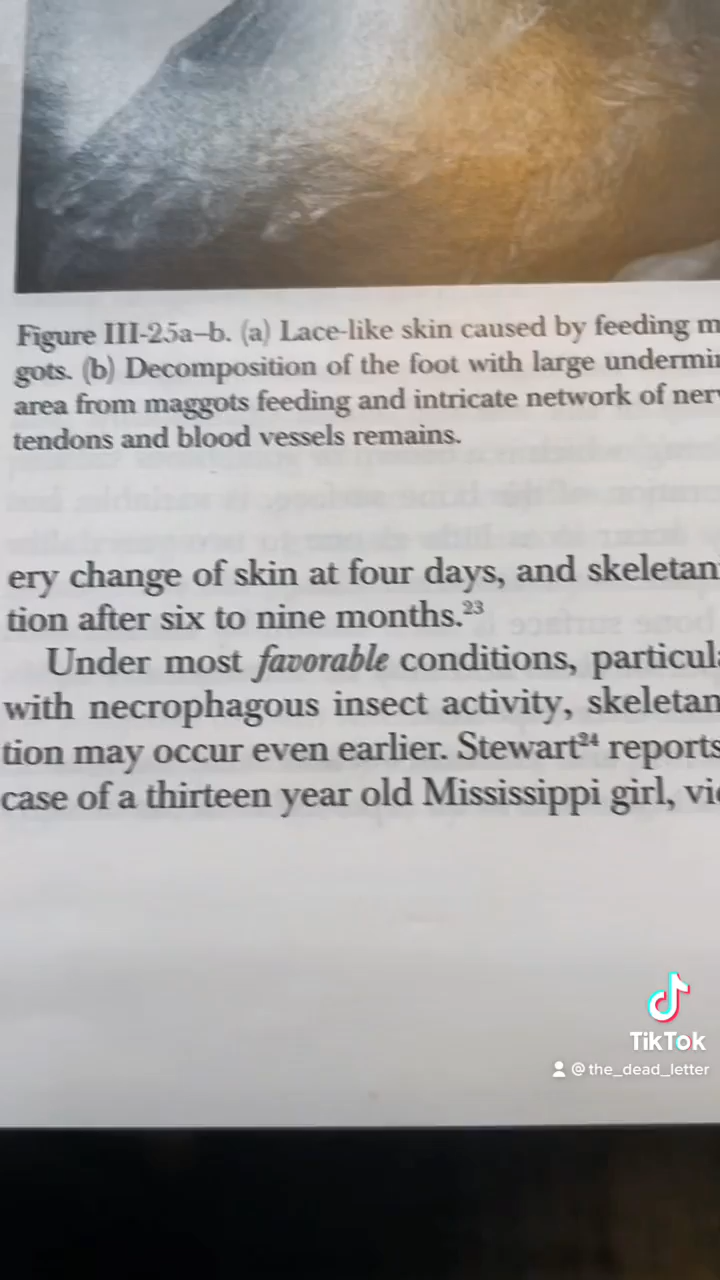 Figure III-25a–b. (a) Lace-like skin caused by feeding m
gots. (b) Decomposition of the foot with large undermi
area from maggots feeding and intricate network of ner
tendons and blood vessels remains.
ery change of skin at four days, and skeletan
tion after six to nine months.²³
Under most favorable conditions, particul
with necrophagous insect activity, skeletan
tion may occur even earlier. Stewart²⁴ reports
case of a thirteen year old Mississippi girl, vi
TikTok
@the_dead_letter